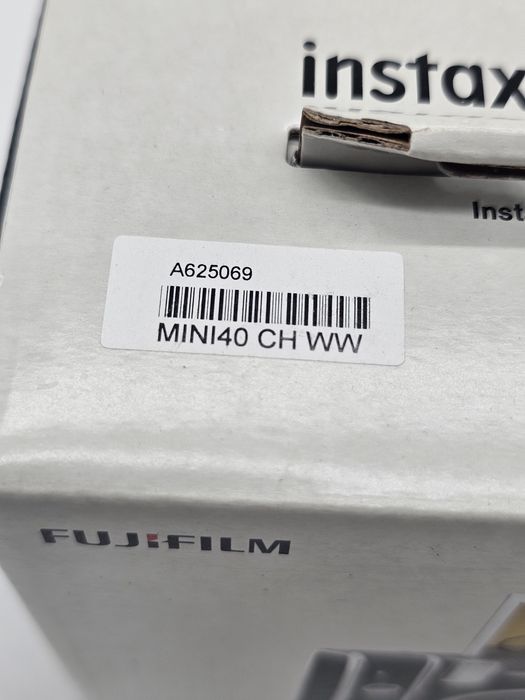 instax
Inst
A625069
MINI40 CH WW
FUJIFILM